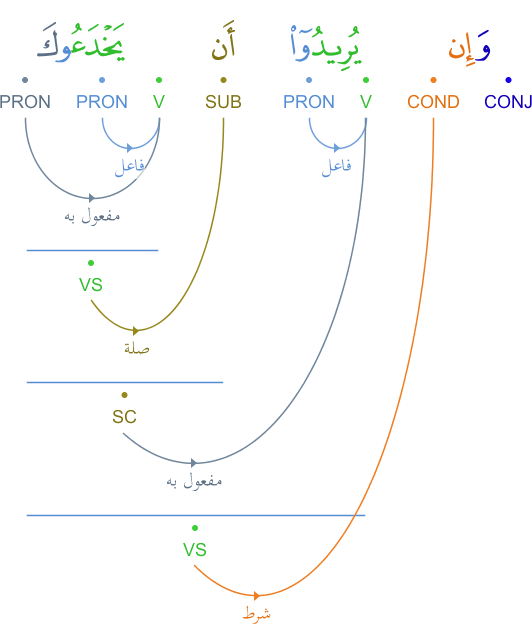 وَإِن يُرِيدُوٓا۟ أَن يَخْدَعُوكَ
CONJ COND V PRON SUB V PRON PRON
فاعل فاعل
مفعول به
VS
صلة
SC
مفعول به
VS
شرط